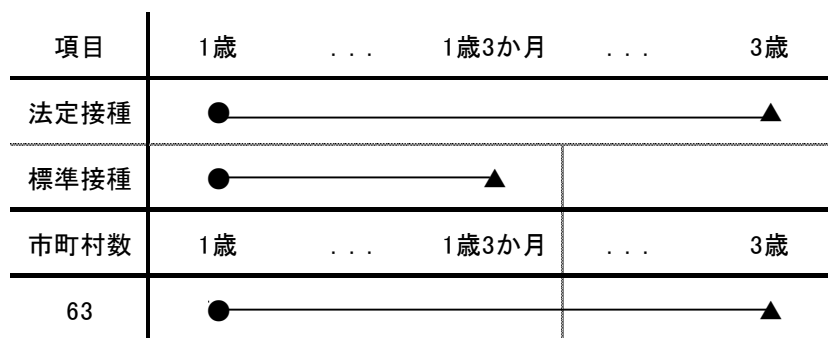 項目 1歳 ... 1歳3か月 ... 3歳
法定接種
標準接種
市町村数 1歳 ... 1歳3か月 ... 3歳
63